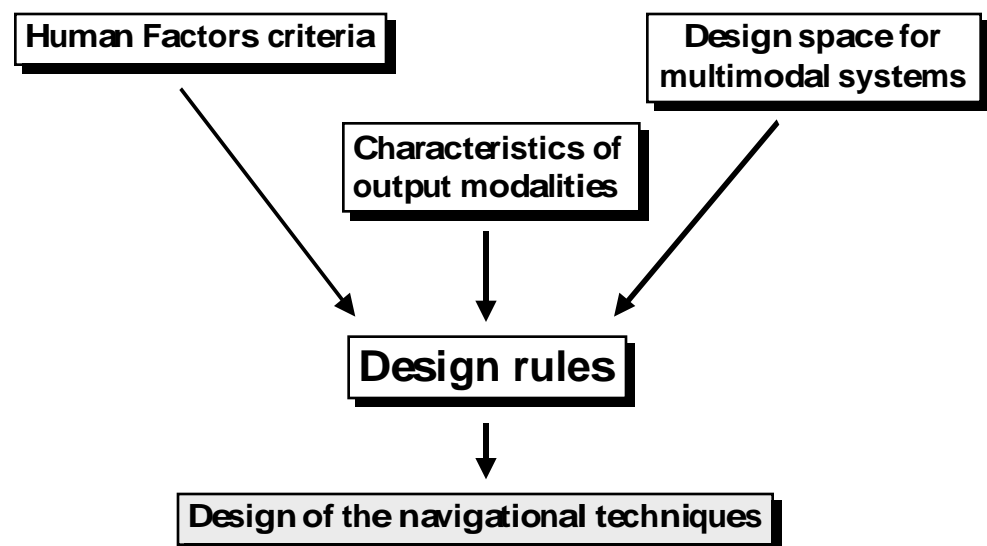 Human Factors criteria
Design space for
multimodal systems
Characteristics of
output modalities
Design rules
Design of the navigational techniques